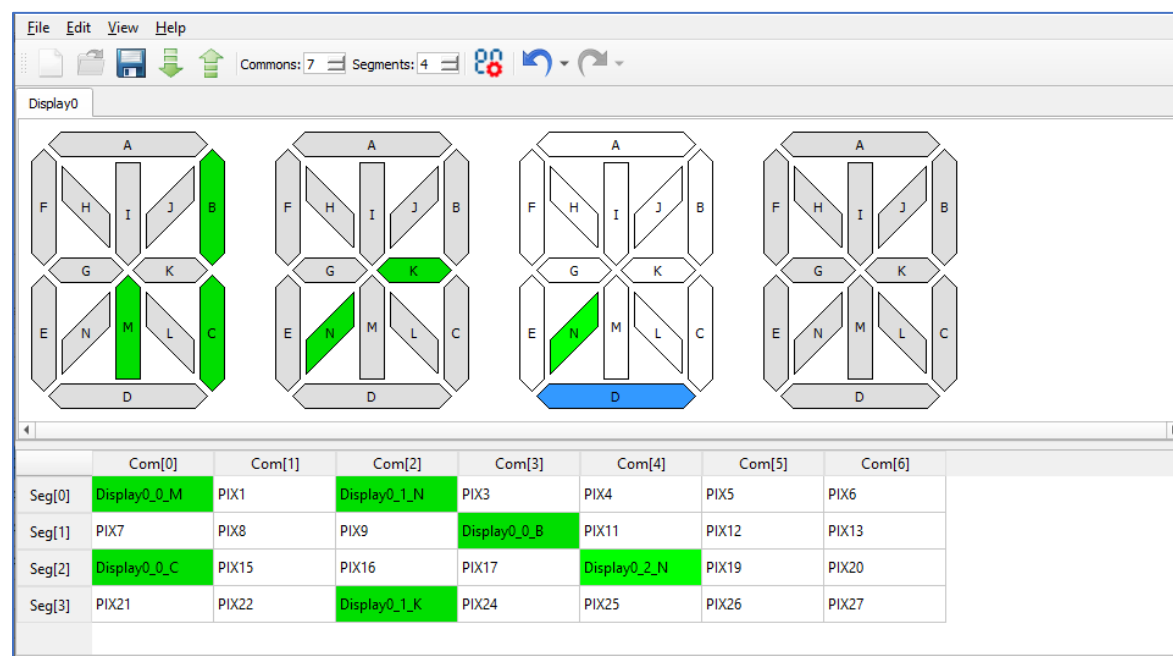 File Edit View Help
Commons: 7 Segments: 4
Display0
A A A A
F H I J B F H I J B F H I J B F H I J B
G K G K G K G K
E N M L C E N M L C E N M L C E N M L C
D D D D
Com[0] Com[1] Com[2] Com[3] Com[4] Com[5] Com[6]
Seg[0] Display0_0_M PIX1 Display0_1_N PIX3 PIX4 PIX5 PIX6
Seg[1] PIX7 PIX8 PIX9 Display0_0_B PIX11 PIX12 PIX13
Seg[2] Display0_0_C PIX15 PIX16 PIX17 Display0_2_N PIX19 PIX20
Seg[3] PIX21 PIX22 Display0_1_K PIX24 PIX25 PIX26 PIX27